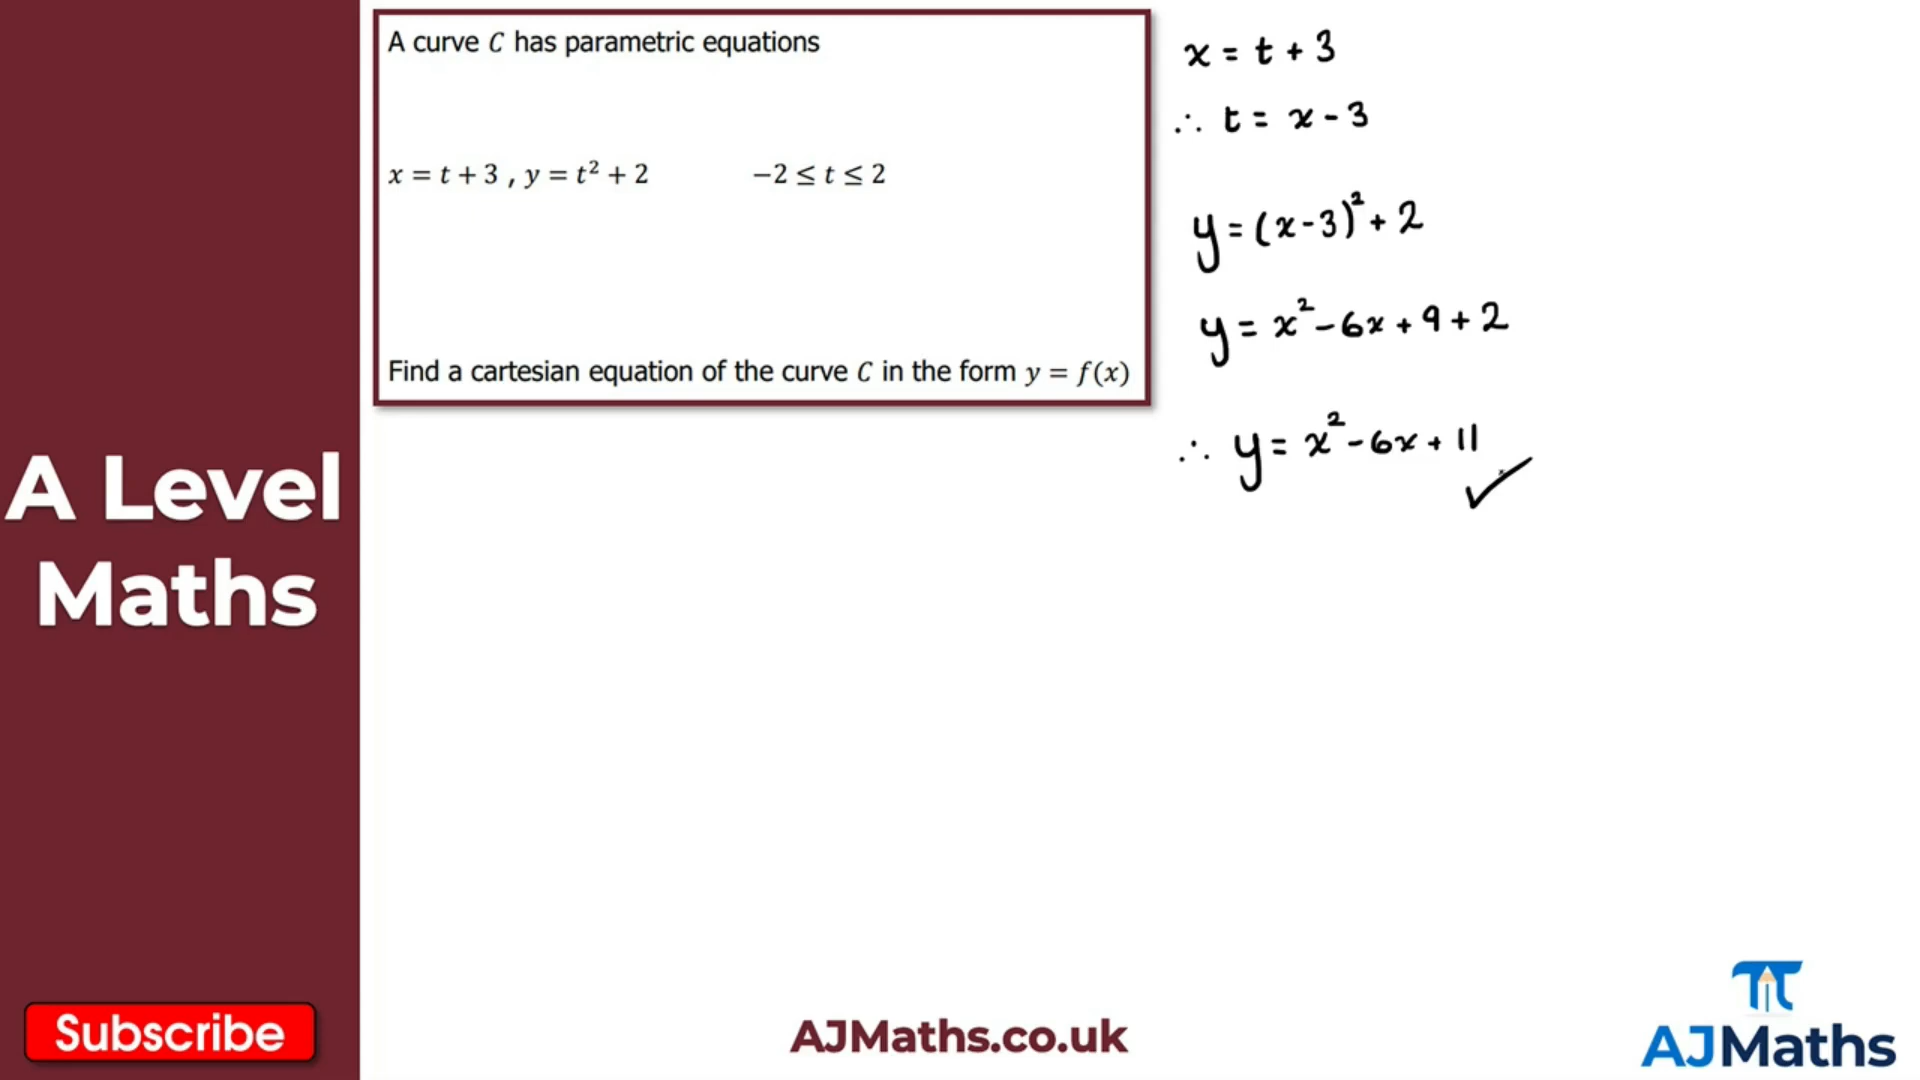 A Level
Maths
Subscribe
A curve C has parametric equations
x = t + 3 , y = t² + 2    −2 ≤ t ≤ 2
Find a cartesian equation of the curve C in the form y = f(x)
x = t + 3
∴ t = x - 3
y = (x-3)² + 2
y = x² - 6x + 9 + 2
∴ y = x² - 6x + 11
AJMaths.co.uk
AJMaths